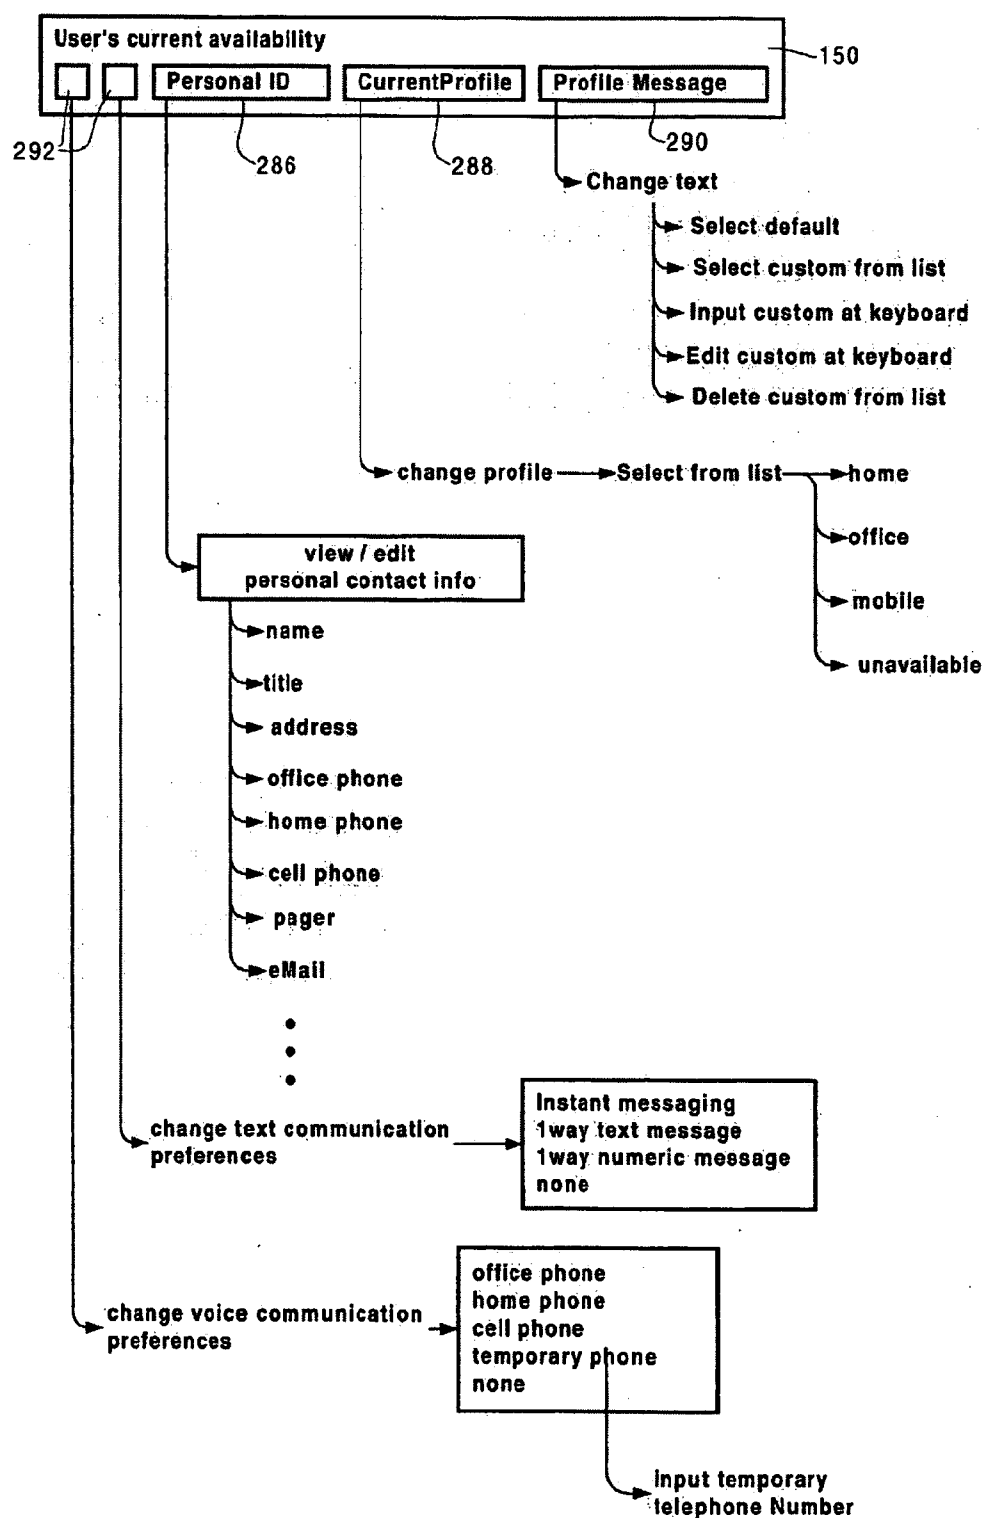 User's current availability
150
Personal ID
CurrentProfile
Profile Message
292
286
288
290
Change text
Select default
Select custom from list
Input custom at keyboard
Edit custom at keyboard
Delete custom from list
change profile
Select from list
home
office
mobile
unavailable
view / edit
personal contact info
name
title
address
office phone
home phone
cell phone
pager
eMail
change text communication
preferences
Instant messaging
1way text message
1way numeric message
none
change voice communication
preferences
office phone
home phone
cell phone
temporary phone
none
input temporary
telephone Number